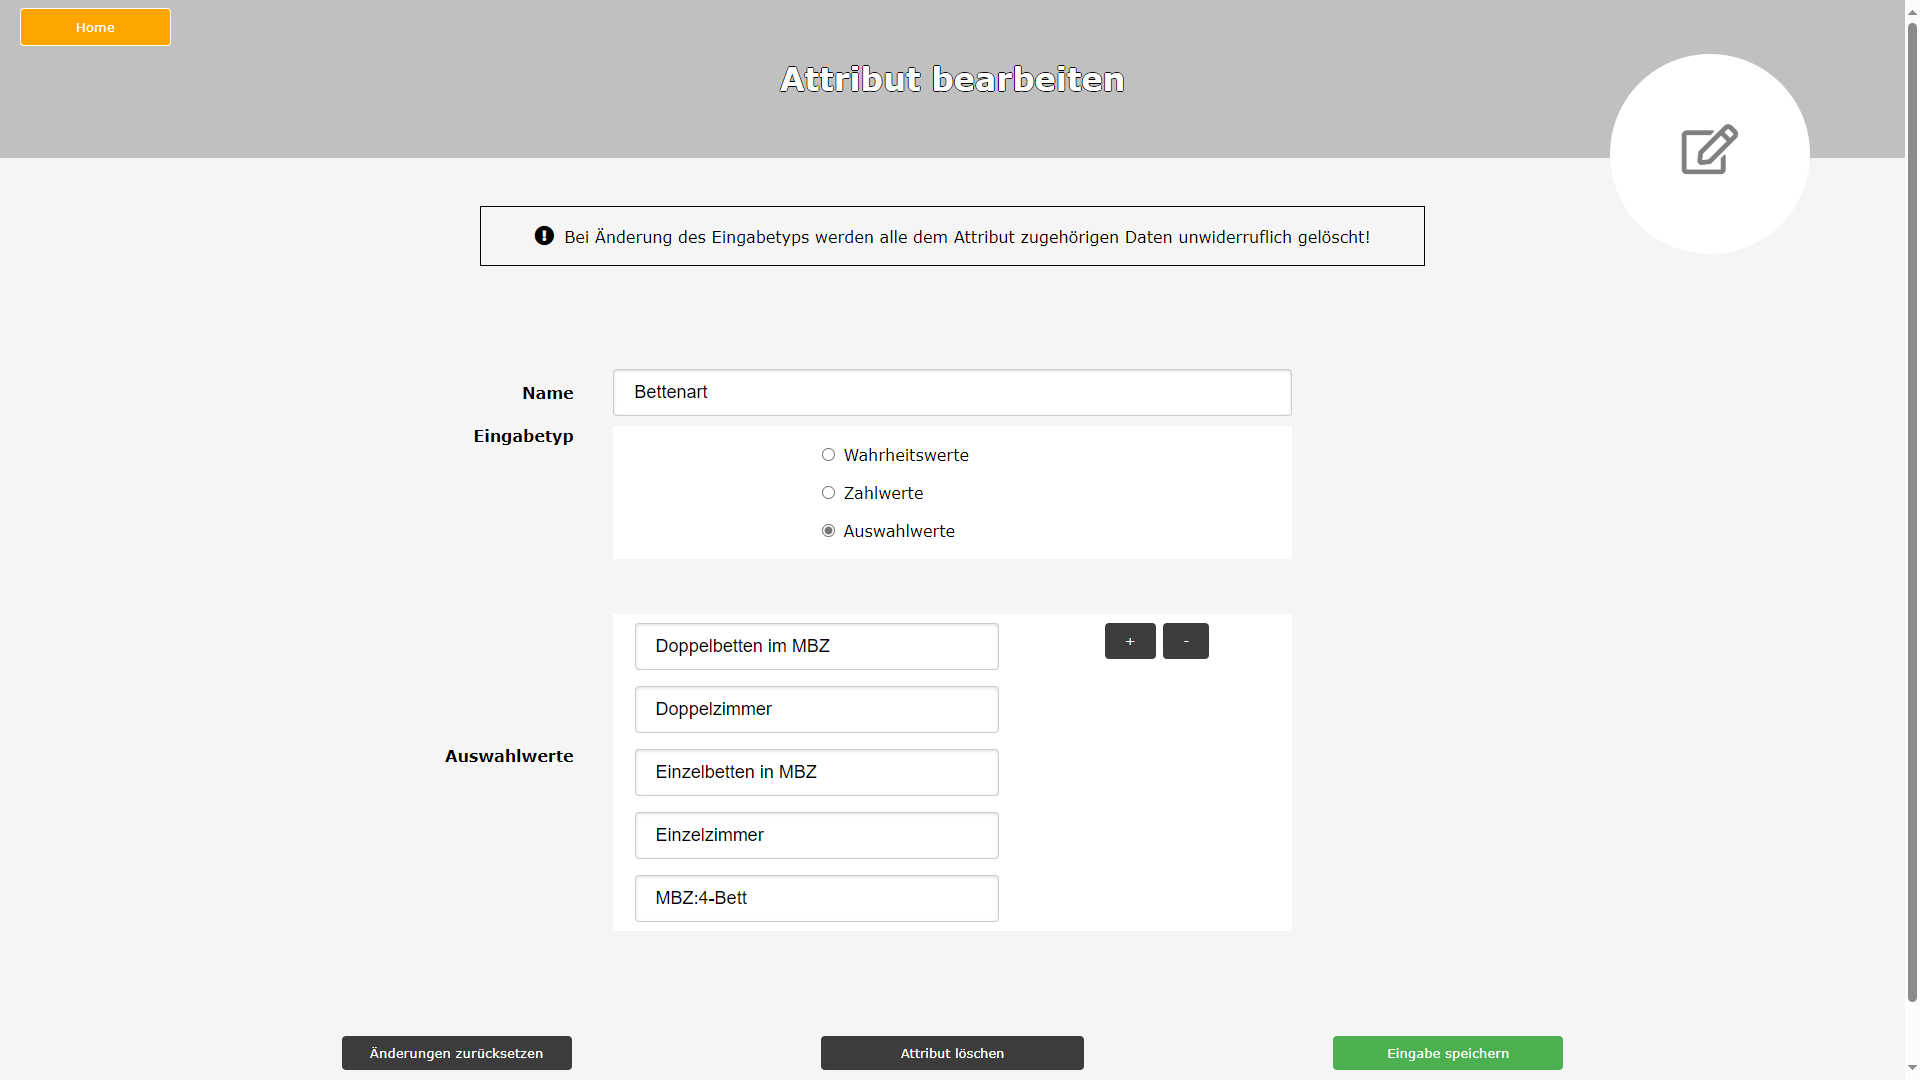 Home
Attribut bearbeiten
Bei Änderung des Eingabetyps werden alle dem Attribut zugehörigen Daten unwiderruflich gelöscht!
Name
Bettenart
Eingabetyp
Wahrheitswerte
Zahlwerte
Auswahlwerte
Auswahlwerte
Doppelbetten im MBZ
+ -
Doppelzimmer
Einzelbetten in MBZ
Einzelzimmer
MBZ:4-Bett
Änderungen zurücksetzen
Attribut löschen
Eingabe speichern